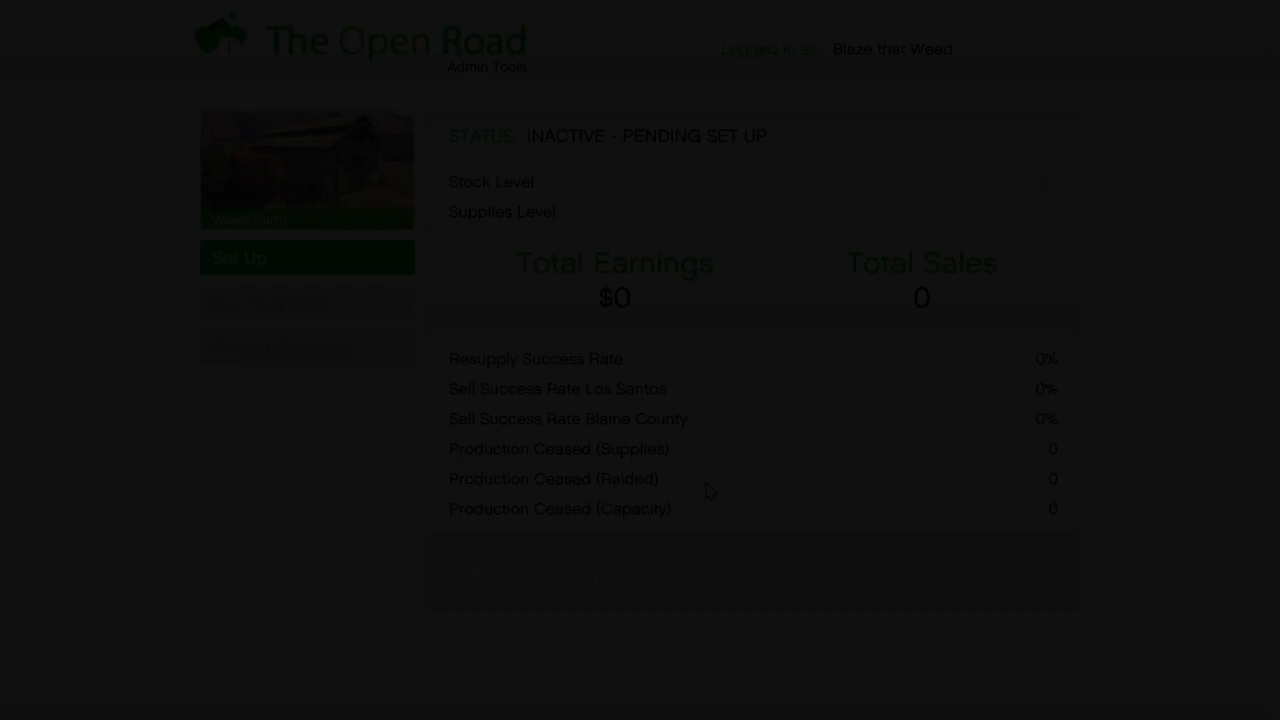 The Open Road
Admin Tools
Logged in as: Blaze that Weed
Weed Farm
Set Up
STATUS: INACTIVE - PENDING SET UP
Stock Level
Supplies Level
Total Earnings
$0
Total Sales
0
Resupply Success Rate 0%
Sell Success Rate Los Santos 0%
Sell Success Rate Blaine County 0%
Production Ceased (Supplies) 0
Production Ceased (Raided) 0
Production Ceased (Capacity) 0